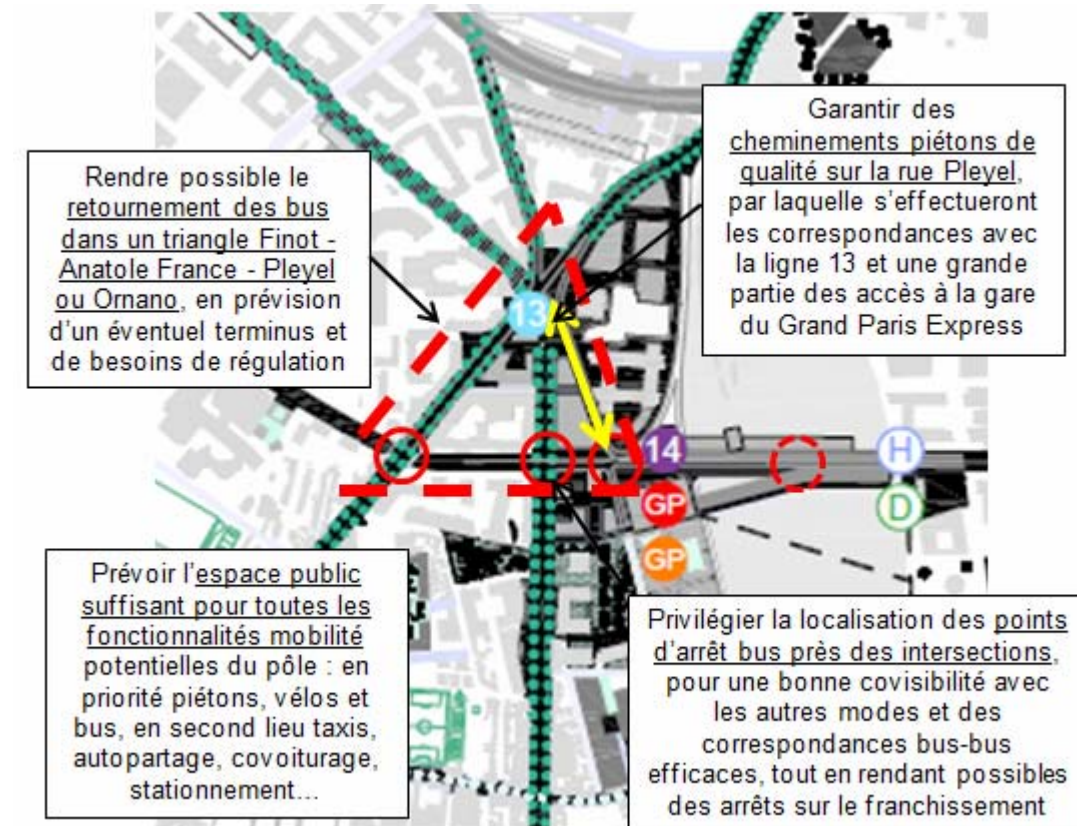 Garantir des
cheminements piétons de
qualité sur la rue Pleyel,
par laquelle s’effectueront
les correspondances avec
la ligne 13 et une grande
partie des accès à la gare
du Grand Paris Express
Rendre possible le
retournement des bus
dans un triangle Finot -
Anatole France - Pleyel
ou Ornano, en prévision
d’un éventuel terminus et
de besoins de régulation
13
14
H
GP
D
GP
Prévoir l’espace public
suffisant pour toutes les
fonctionnalités mobilité
potentielles du pôle : en
priorité piétons, vélos et
bus, en second lieu taxis,
autopartage, covoiturage,
stationnement...
Privilégier la localisation des points
d’arrêt bus près des intersections,
pour une bonne covisibilité avec
les autres modes et des
correspondances bus-bus
efficaces, tout en rendant possibles
des arrêts sur le franchissement